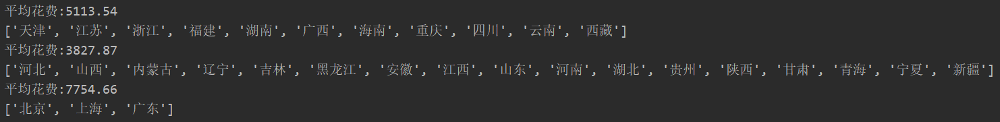 平均花费:5113.54
['天津', '江苏', '浙江', '福建', '湖南', '广西', '海南', '重庆', '四川', '云南', '西藏']
平均花费:3827.87
['河北', '山西', '内蒙古', '辽宁', '吉林', '黑龙江', '安徽', '江西', '山东', '河南', '湖北', '贵州', '陕西', '甘肃', '青海', '宁夏', '新疆']
平均花费:7754.66
['北京', '上海', '广东']